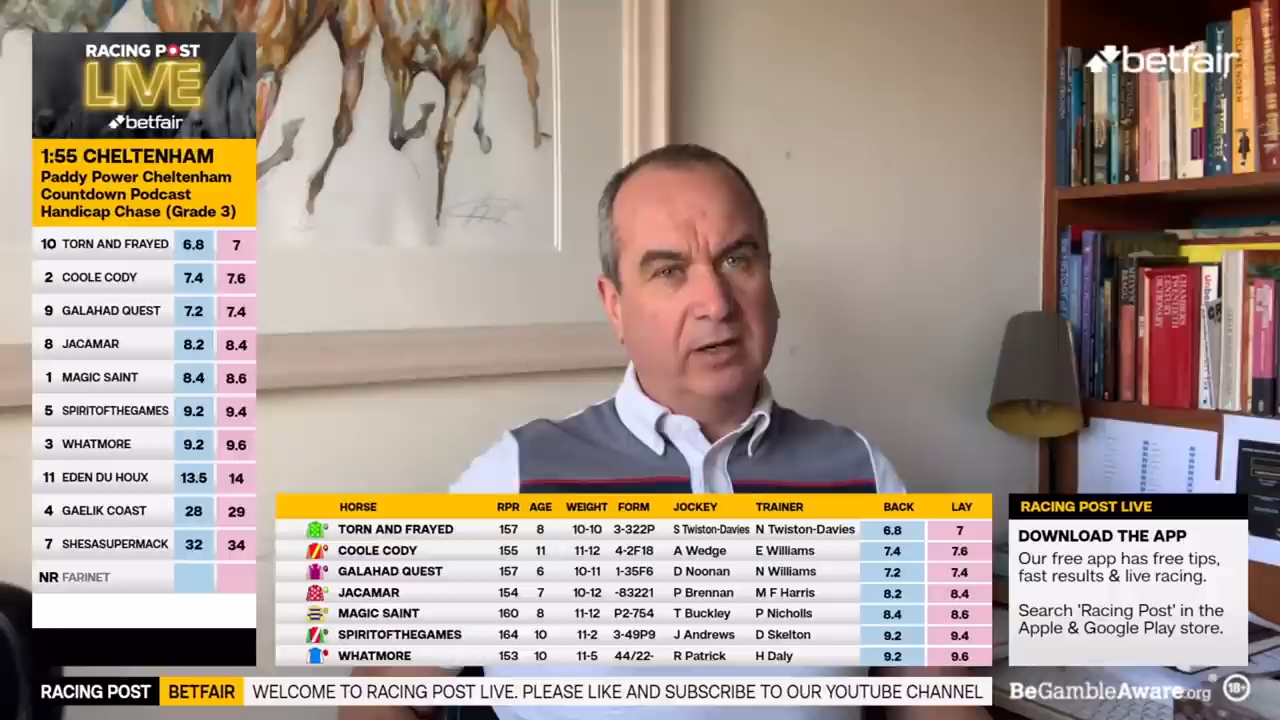 RACING POST
LIVE
betfair
1:55 CHELTENHAM
Paddy Power Cheltenham
Countdown Podcast
Handicap Chase (Grade 3)
10 TORN AND FRAYED 6.8 7
2 COOLE CODY 7.4 7.6
9 GALAHAD QUEST 7.2 7.4
8 JACAMAR 8.2 8.4
1 MAGIC SAINT 8.4 8.6
5 SPIRITOFTHEGAMES 9.2 9.4
3 WHATMORE 9.2 9.6
11 EDEN DU HOUX 13.5 14
4 GAELIK COAST 28 29
7 SHESASUPERMACK 32 34
NR FARINET
betfair
CHAMBERS
TWENTIETH
CENTURY
DICTIONARY
HORSE RPR AGE WEIGHT FORM JOCKEY TRAINER BACK LAY
TORN AND FRAYED 157 8 10-10 3-322P S Twiston-Davies N Twiston-Davies 6.8 7
COOLE CODY 155 11 11-12 4-2F18 A Wedge E Williams 7.4 7.6
GALAHAD QUEST 157 6 10-11 1-35F6 D Noonan N Williams 7.2 7.4
JACAMAR 154 7 10-12 -83221 P Brennan M F Harris 8.2 8.4
MAGIC SAINT 160 8 11-12 P2-754 T Buckley P Nicholls 8.4 8.6
SPIRITOFTHEGAMES 164 10 11-2 3-49P9 J Andrews D Skelton 9.2 9.4
WHATMORE 153 10 11-5 44/22- R Patrick H Daly 9.2 9.6
RACING POST LIVE
DOWNLOAD THE APP
Our free app has free tips,
fast results & live racing.
Search 'Racing Post' in the
Apple & Google Play store.
RACING POST BETFAIR WELCOME TO RACING POST LIVE. PLEASE LIKE AND SUBSCRIBE TO OUR YOUTUBE CHANNEL
BeGambleAware.org 18+